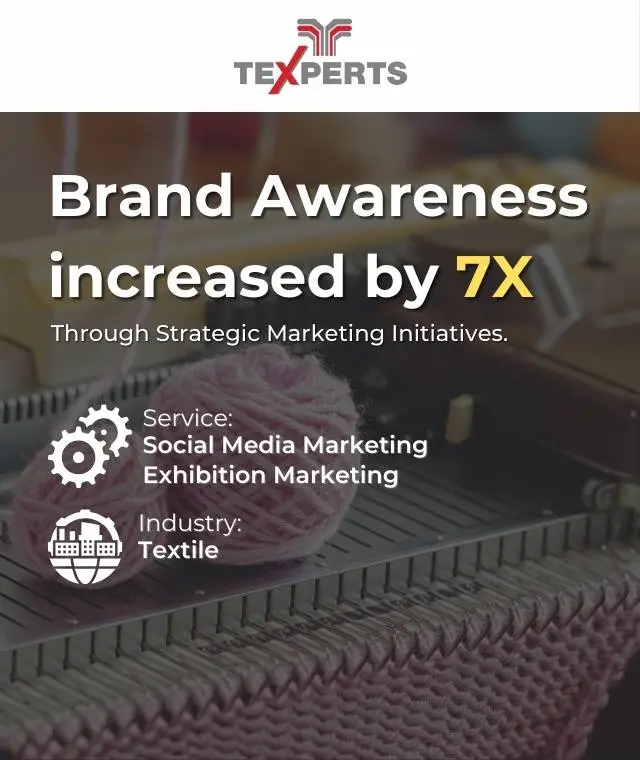 TEXPERTS
Brand Awareness
increased by 7X
Through Strategic Marketing Initiatives.
Service:
Social Media Marketing
Exhibition Marketing
Industry:
Textile